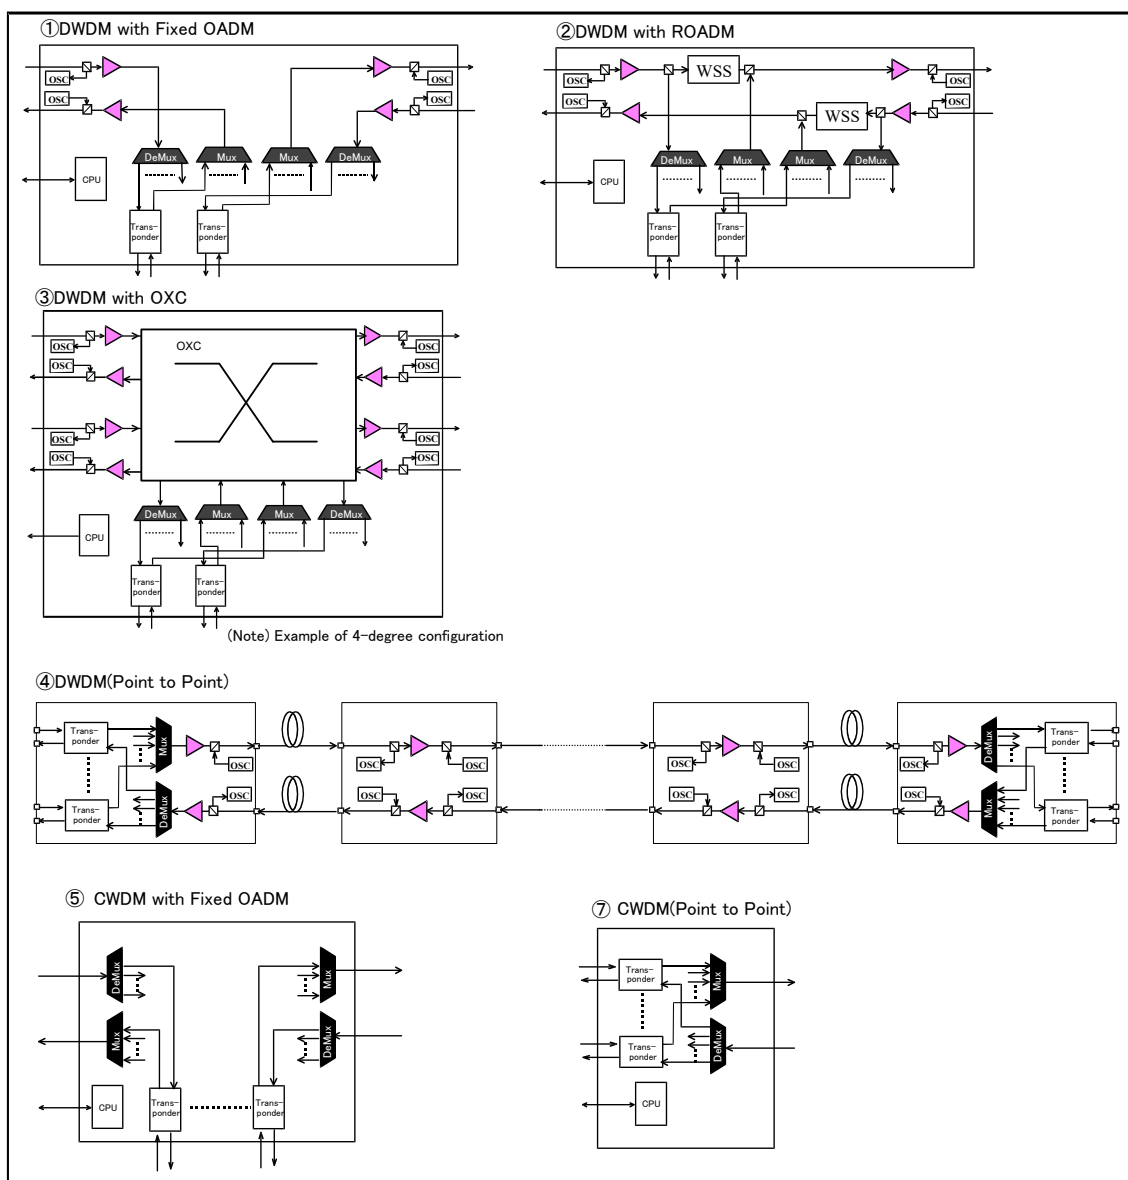 ①DWDM with Fixed OADM
OSC
OSC
OSC
OSC
DeMux
Mux
Mux
DeMux
CPU
Trans-
ponder
Trans-
ponder
②DWDM with ROADM
OSC
WSS
OSC
OSC
WSS
OSC
DeMux
Mux
Mux
DeMux
CPU
Trans-
ponder
Trans-
ponder
③DWDM with OXC
OXC
OSC
OSC
OSC
OSC
OSC
OSC
OSC
OSC
DeMux
Mux
Mux
DeMux
CPU
Trans-
ponder
Trans-
ponder
(Note) Example of 4-degree configuration
④DWDM(Point to Point)
Trans-
ponder
Mux
OSC
OSC
DeMux
Trans-
ponder
OSC
OSC
OSC
OSC
OSC
OSC
OSC
OSC
OSC
DeMux
Trans-
ponder
OSC
Mux
Trans-
ponder
⑤ CWDM with Fixed OADM
DeMux
Mux
Mux
DeMux
CPU
Trans-
ponder
Trans-
ponder
⑦ CWDM(Point to Point)
Trans-
ponder
Mux
Trans-
ponder
DeMux
CPU